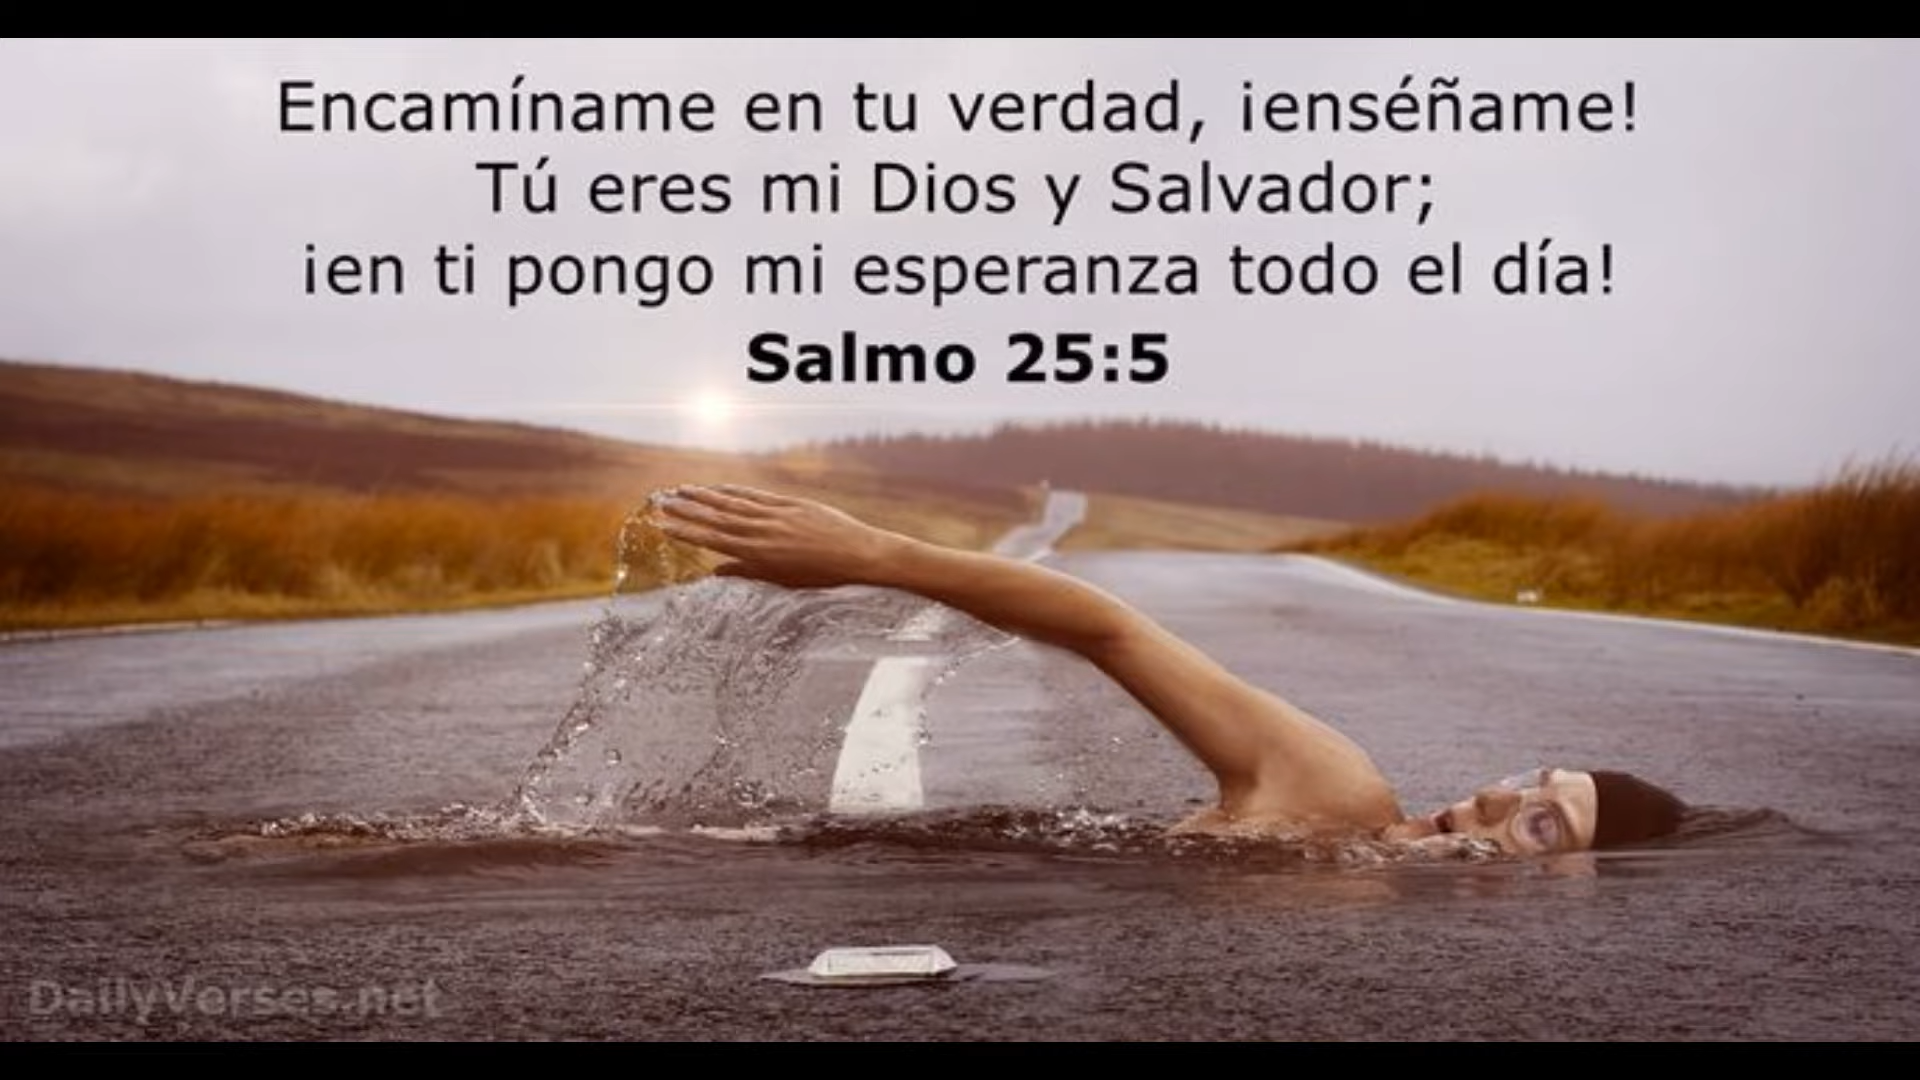 Encamíname en tu verdad, ¡enséñame!
Tú eres mi Dios y Salvador;
¡en ti pongo mi esperanza todo el día!
Salmo 25:5
DailyVerses.net